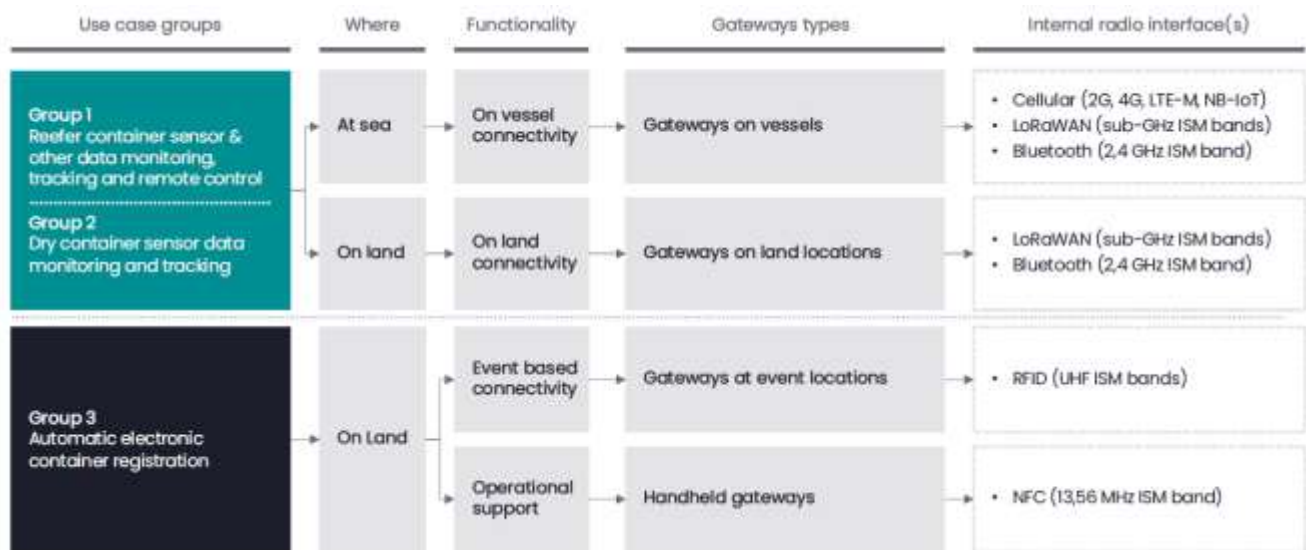 Use case groups
Where
Functionality
Gateways types
Internal radio interface(s)
Group 1
Reefer container sensor &
other data monitoring,
tracking and remote control
Group 2
Dry container sensor data
monitoring and tracking
At sea
On vessel
connectivity
Gateways on vessels
• Cellular (2G, 4G, LTE-M, NB-IoT)
• LoRaWAN (sub-GHz ISM bands)
• Bluetooth (2,4 GHz ISM band)
On land
On land
connectivity
Gateways on land locations
• LoRaWAN (sub-GHz ISM bands)
• Bluetooth (2,4 GHz ISM band)
Group 3
Automatic electronic
container registration
On Land
Event based
connectivity
Gateways at event locations
• RFID (UHF ISM bands)
Operational
support
Handheld gateways
• NFC (13,56 MHz ISM band)